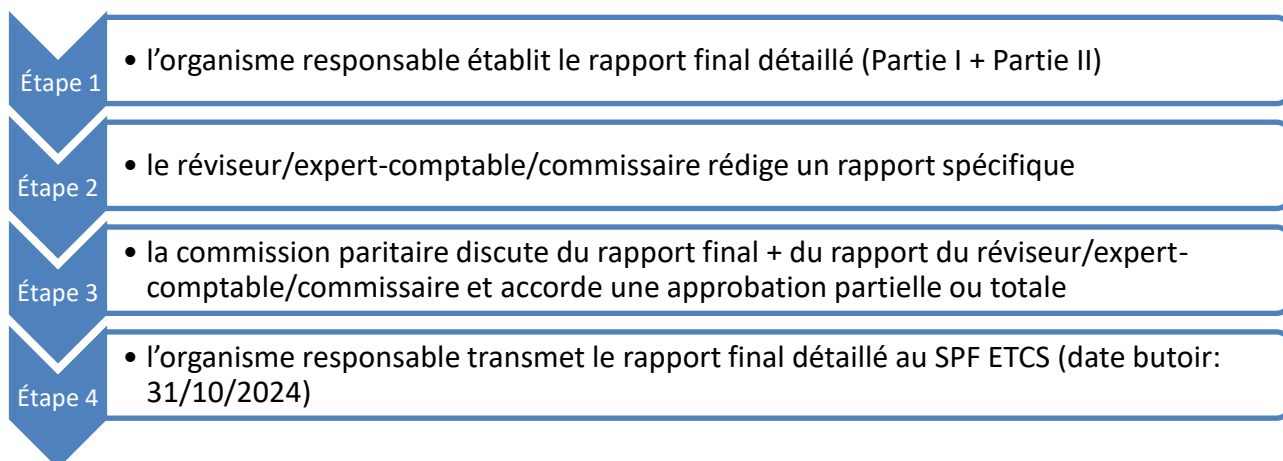 Étape 1
• l’organisme responsable établit le rapport final détaillé (Partie I + Partie II)
Étape 2
• le réviseur/expert-comptable/commissaire rédige un rapport spécifique
Étape 3
• la commission paritaire discute du rapport final + du rapport du réviseur/expert-
comptable/commissaire et accorde une approbation partielle ou totale
Étape 4
• l’organisme responsable transmet le rapport final détaillé au SPF ETCS (date butoir:
31/10/2024)